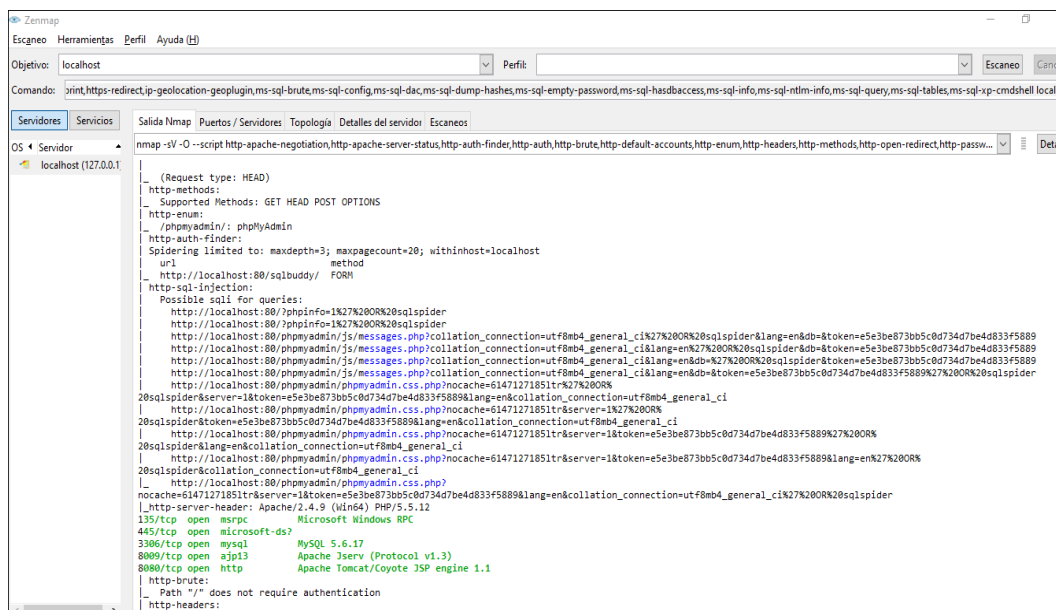 Zenmap
Escaneo Herramientas Perfil Ayuda (H)
Objetivo: localhost Perfil: Escaneo Canc
Comando: orint,https-redirect,ip-geolocation-geoplugin,ms-sql-brute,ms-sql-config,ms-sql-dac,ms-sql-dump-hashes,ms-sql-empty-password,ms-sql-hasdbaccess,ms-sql-info,ms-sql-ntlm-info,ms-sql-query,ms-sql-tables,ms-sql-xp-cmdshell local
Servidores Servicios Salida Nmap Puertos / Servidores Topología Detalles del servidor Escaneos
OS Servidor nmap -sV -O --script http-apache-negotiation,http-apache-server-status,http-auth-finder,http-auth,http-brute,http-default-accounts,http-enum,http-headers,http-methods,http-open-redirect,http-passw... Deta
localhost (127.0.0.1)
|
|_ (Request type: HEAD)
| http-methods:
|_ Supported Methods: GET HEAD POST OPTIONS
| http-enum:
|_ /phpmyadmin/: phpMyAdmin
| http-auth-finder:
| Spidering limited to: maxdepth=3; maxpagecount=20; withinhost=localhost
| url method
|_ http://localhost:80/sqlbuddy/ FORM
| http-sql-injection:
| Possible sqli for queries:
| http://localhost:80/?phpinfo=1%27%20OR%20sqlspider
| http://localhost:80/?phpinfo=1%27%20OR%20sqlspider
| http://localhost:80/phpmyadmin/js/messages.php?collation_connection=utf8mb4_general_ci%27%20OR%20sqlspider&lang=en&db=&token=e5e3be873bb5c0d734d7be4d833f5889
| http://localhost:80/phpmyadmin/js/messages.php?collation_connection=utf8mb4_general_ci&lang=en%27%20OR%20sqlspider&db=&token=e5e3be873bb5c0d734d7be4d833f5889
| http://localhost:80/phpmyadmin/js/messages.php?collation_connection=utf8mb4_general_ci&lang=en&db=%27%20OR%20sqlspider&token=e5e3be873bb5c0d734d7be4d833f5889
| http://localhost:80/phpmyadmin/js/messages.php?collation_connection=utf8mb4_general_ci&lang=en&db=&token=e5e3be873bb5c0d734d7be4d833f5889%27%20OR%20sqlspider
| http://localhost:80/phpmyadmin/phpmyadmin.css.php?nocache=6147127185ltr%27%20OR%
20sqlspider&server=1&token=e5e3be873bb5c0d734d7be4d833f5889&lang=en&collation_connection=utf8mb4_general_ci
| http://localhost:80/phpmyadmin/phpmyadmin.css.php?nocache=6147127185ltr&server=1%27%20OR%
20sqlspider&token=e5e3be873bb5c0d734d7be4d833f5889&lang=en&collation_connection=utf8mb4_general_ci
| http://localhost:80/phpmyadmin/phpmyadmin.css.php?nocache=6147127185ltr&server=1&token=e5e3be873bb5c0d734d7be4d833f5889%27%20OR%
20sqlspider&lang=en&collation_connection=utf8mb4_general_ci
| http://localhost:80/phpmyadmin/phpmyadmin.css.php?nocache=6147127185ltr&server=1&token=e5e3be873bb5c0d734d7be4d833f5889&lang=en%27%20OR%
20sqlspider&collation_connection=utf8mb4_general_ci
|_ http://localhost:80/phpmyadmin/phpmyadmin.css.php?
nocache=6147127185ltr&server=1&token=e5e3be873bb5c0d734d7be4d833f5889&lang=en&collation_connection=utf8mb4_general_ci%27%20OR%20sqlspider
|_http-server-header: Apache/2.4.9 (Win64) PHP/5.5.12
135/tcp open msrpc Microsoft Windows RPC
445/tcp open microsoft-ds?
3306/tcp open mysql MySQL 5.6.17
8009/tcp open ajp13 Apache Jserv (Protocol v1.3)
8080/tcp open http Apache Tomcat/Coyote JSP engine 1.1
| http-brute:
|_ Path "/" does not require authentication
| http-headers: